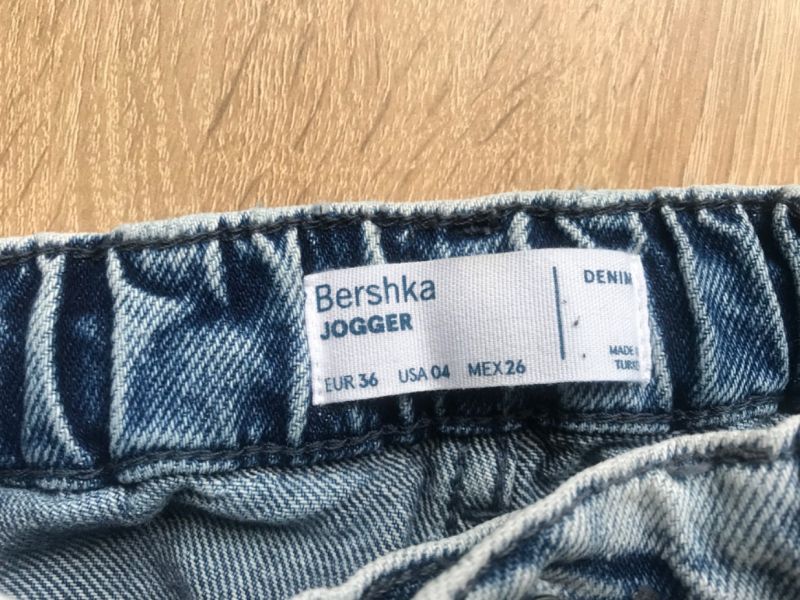 Bershka
JOGGER
EUR 36 USA 04 MEX 26
DENIM
MADE